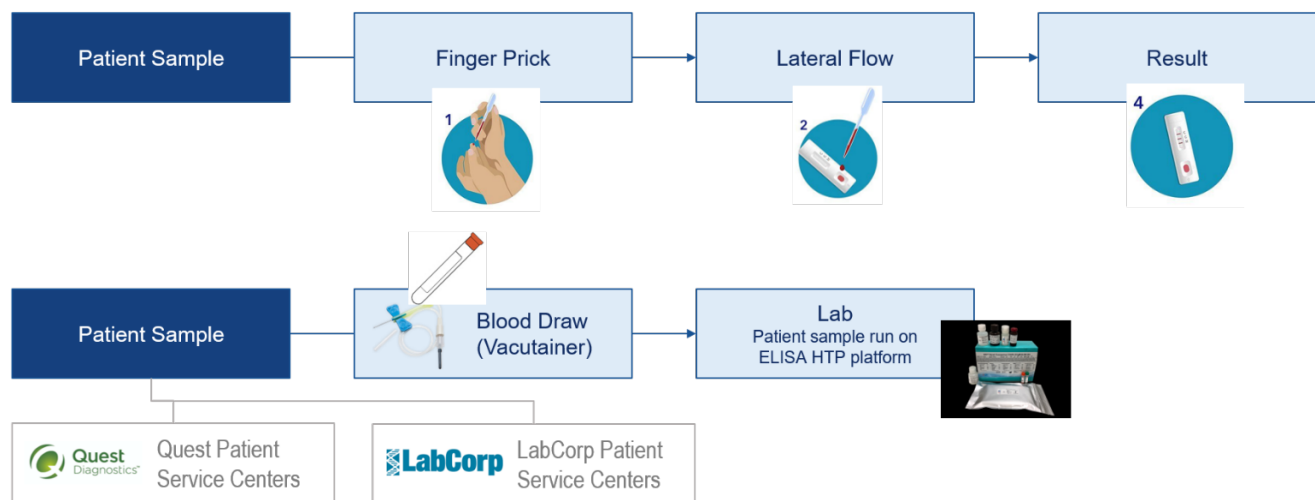 Patient Sample
Finger Prick
Lateral Flow
Result
1
2
4
Patient Sample
Blood Draw
(Vacutainer)
Lab
Patient sample run on
ELISA HTP platform
Quest
Diagnostics™
Quest Patient
Service Centers
LabCorp
LabCorp Patient
Service Centers